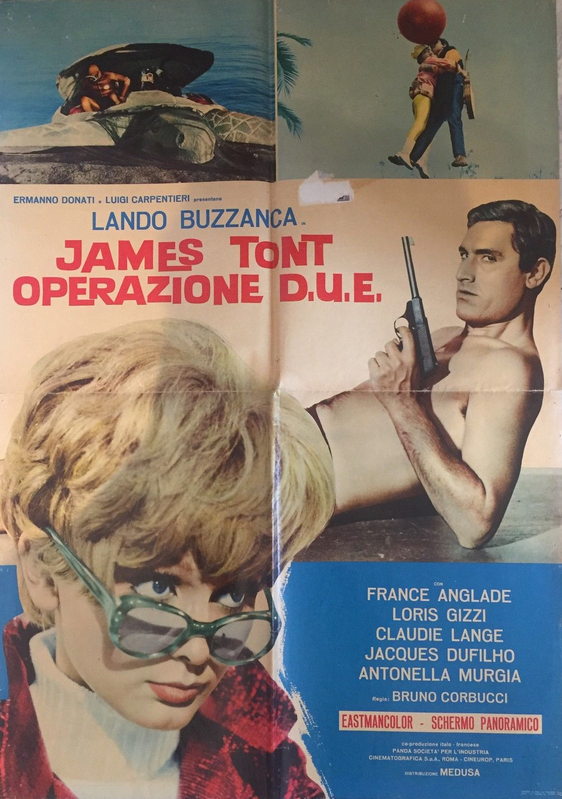 ERMANNO DONATI e LUIGI CARPENTIERI presentano
LANDO BUZZANCA in
JAMES TONT
OPERAZIONE D.U.E.
con
FRANCE ANGLADE
LORIS GIZZI
CLAUDIE LANGE
JACQUES DUFILHO
ANTONELLA MURGIA
Regia: BRUNO CORBUCCI
EASTMANCOLOR - SCHERMO PANORAMICO
co-produzione italo - francese
PANDA SOCIETA' PER L'INDUSTRIA
CINEMATOGRAFICA S.p.A., ROMA - CINEUROP, PARIS
DISTRIBUZIONE MEDUSA